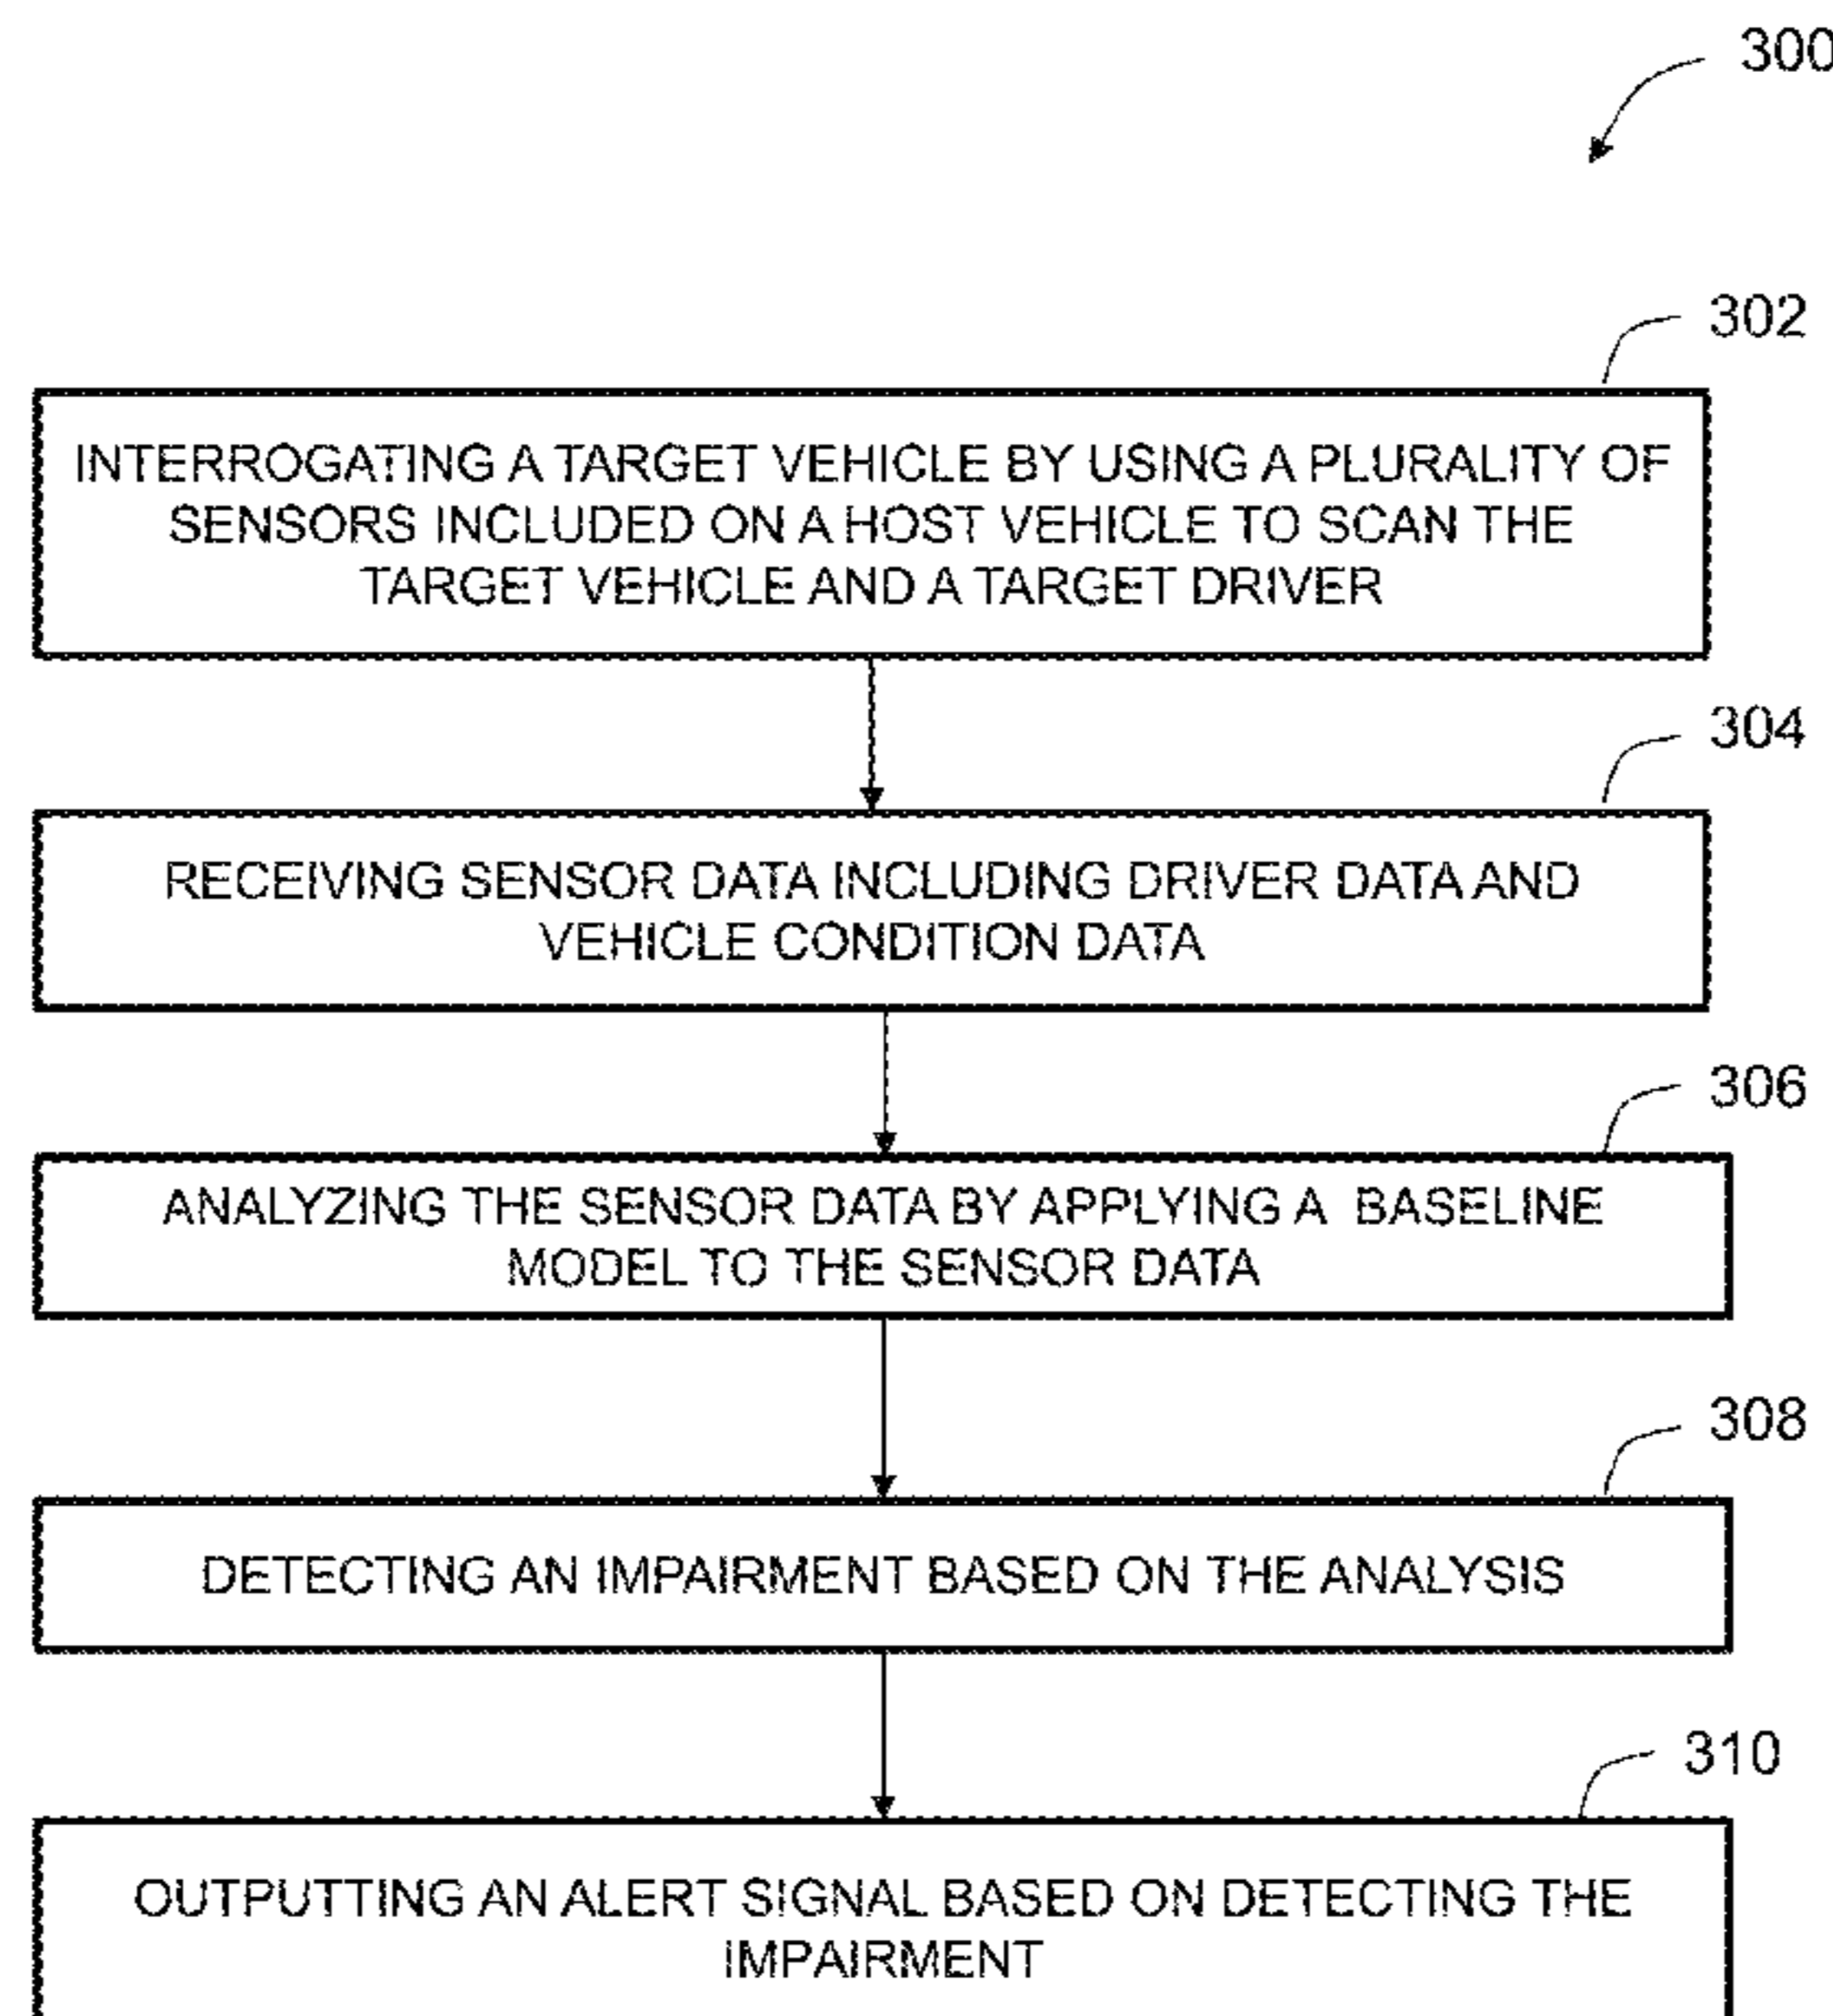 300
302
INTERROGATING A TARGET VEHICLE BY USING A PLURALITY OF
SENSORS INCLUDED ON A HOST VEHICLE TO SCAN THE
TARGET VEHICLE AND A TARGET DRIVER
304
RECEIVING SENSOR DATA INCLUDING DRIVER DATA AND
VEHICLE CONDITION DATA
306
ANALYZING THE SENSOR DATA BY APPLYING A BASELINE
MODEL TO THE SENSOR DATA
308
DETECTING AN IMPAIRMENT BASED ON THE ANALYSIS
310
OUTPUTTING AN ALERT SIGNAL BASED ON DETECTING THE
IMPAIRMENT